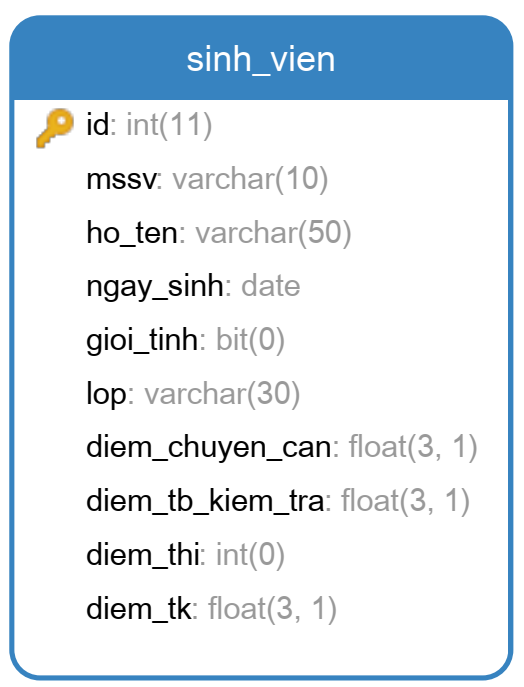 sinh_vien
id: int(11)
mssv: varchar(10)
ho_ten: varchar(50)
ngay_sinh: date
gioi_tinh: bit(0)
lop: varchar(30)
diem_chuyen_can: float(3, 1)
diem_tb_kiem_tra: float(3, 1)
diem_thi: int(0)
diem_tk: float(3, 1)